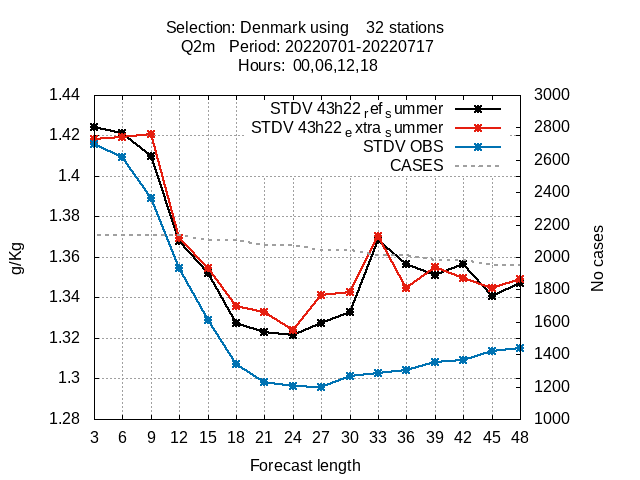 Selection: Denmark using    32 stations
Q2m   Period: 20220701-20220717
Hours:  00,06,12,18
1.44
1.42
1.4
1.38
1.36
1.34
1.32
1.3
1.28
g/Kg
STDV 43h22refsummer
STDV 43h22extrasummer
STDV OBS
CASES
3000
2800
2600
2400
2200
2000
1800
1600
1400
1200
1000
No cases
3 6 9 12 15 18 21 24 27 30 33 36 39 42 45 48
Forecast length